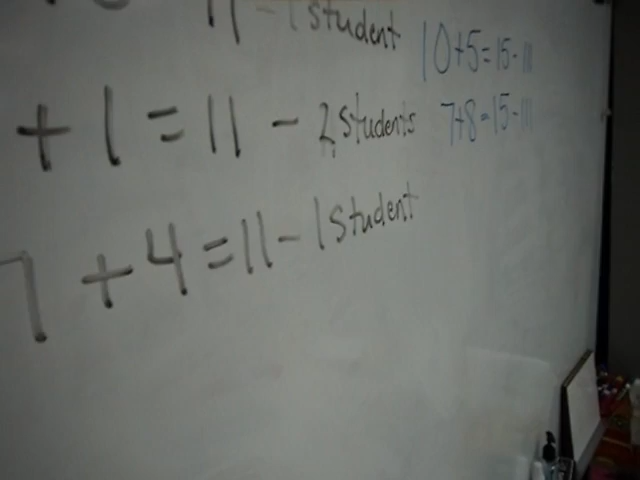 11 - 1 student
+ 1 = 11 - 2 students
7 + 4 = 11 - 1 student
10+5=15-111
7+8=15-111